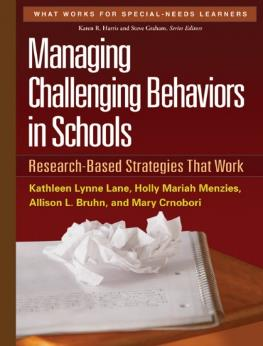 WHAT WORKS FOR SPECIAL-NEEDS LEARNERS
Karen R. Harris and Steve Graham, Series Editors
Managing
Challenging Behaviors
in Schools
Research-Based Strategies That Work
Kathleen Lynne Lane, Holly Mariah Menzies,
Allison L. Bruhn, and Mary Crnobori